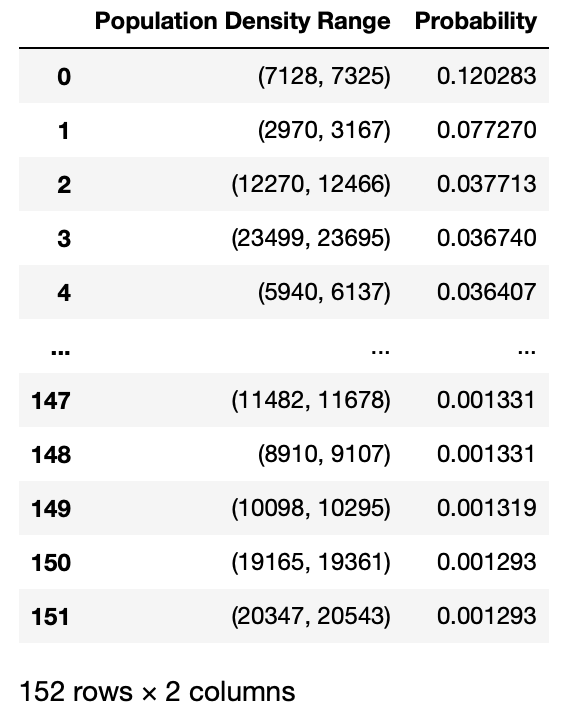 Population Density Range Probability
0 (7128, 7325) 0.120283
1 (2970, 3167) 0.077270
2 (12270, 12466) 0.037713
3 (23499, 23695) 0.036740
4 (5940, 6137) 0.036407
... ... ...
147 (11482, 11678) 0.001331
148 (8910, 9107) 0.001331
149 (10098, 10295) 0.001319
150 (19165, 19361) 0.001293
151 (20347, 20543) 0.001293
152 rows × 2 columns